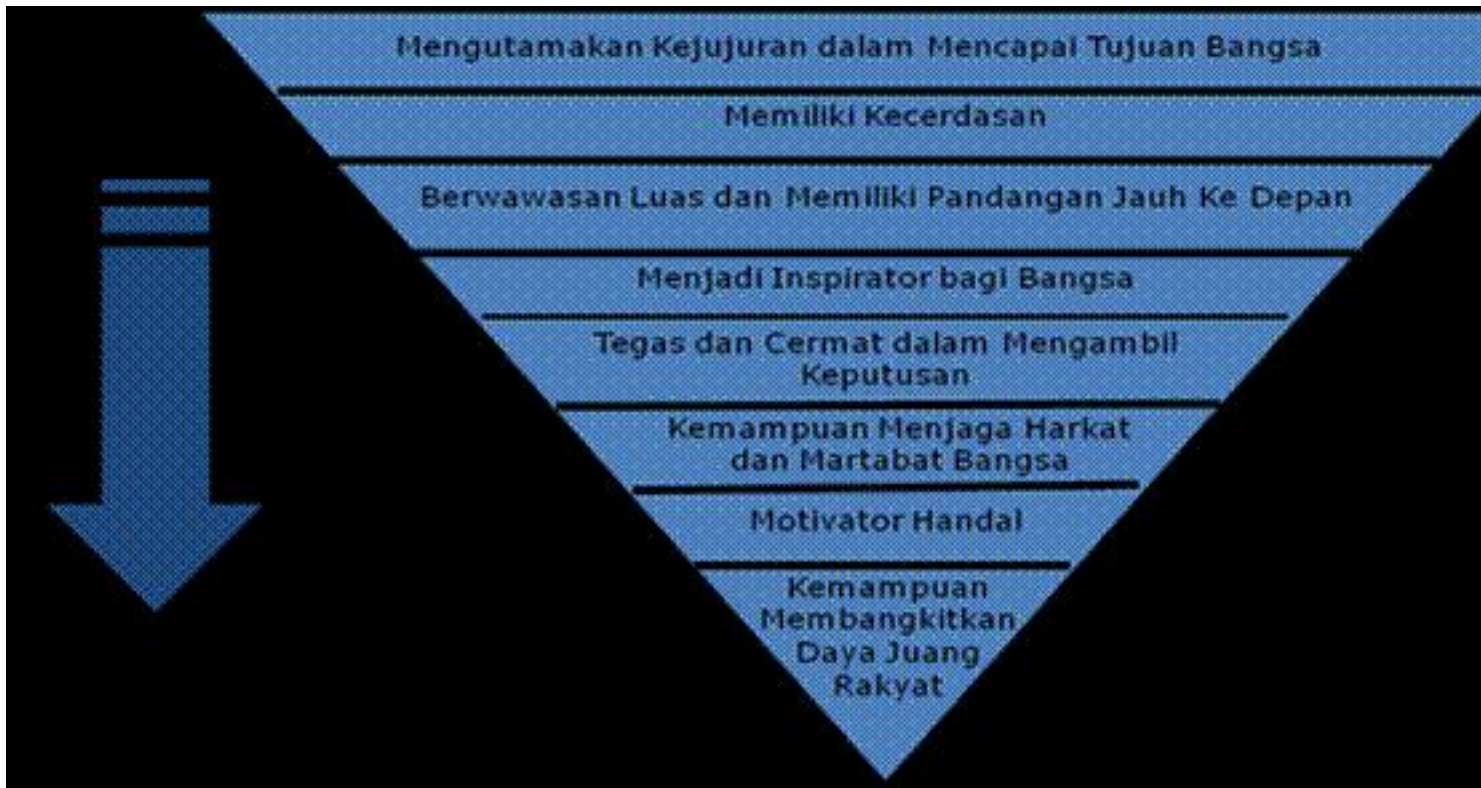 Mengutamakan Kejujuran dalam Mencapai Tujuan Bangsa
Memiliki Kecerdasan
Berwawasan Luas dan Memiliki Pandangan Jauh Ke Depan
Menjadi Inspirator bagi Bangsa
Tegas dan Cermat dalam Mengambil
Keputusan
Kemampuan Menjaga Harkat
dan Martabat Bangsa
Motivator Handal
Kemampuan
Membangkitkan
Daya Juang
Rakyat